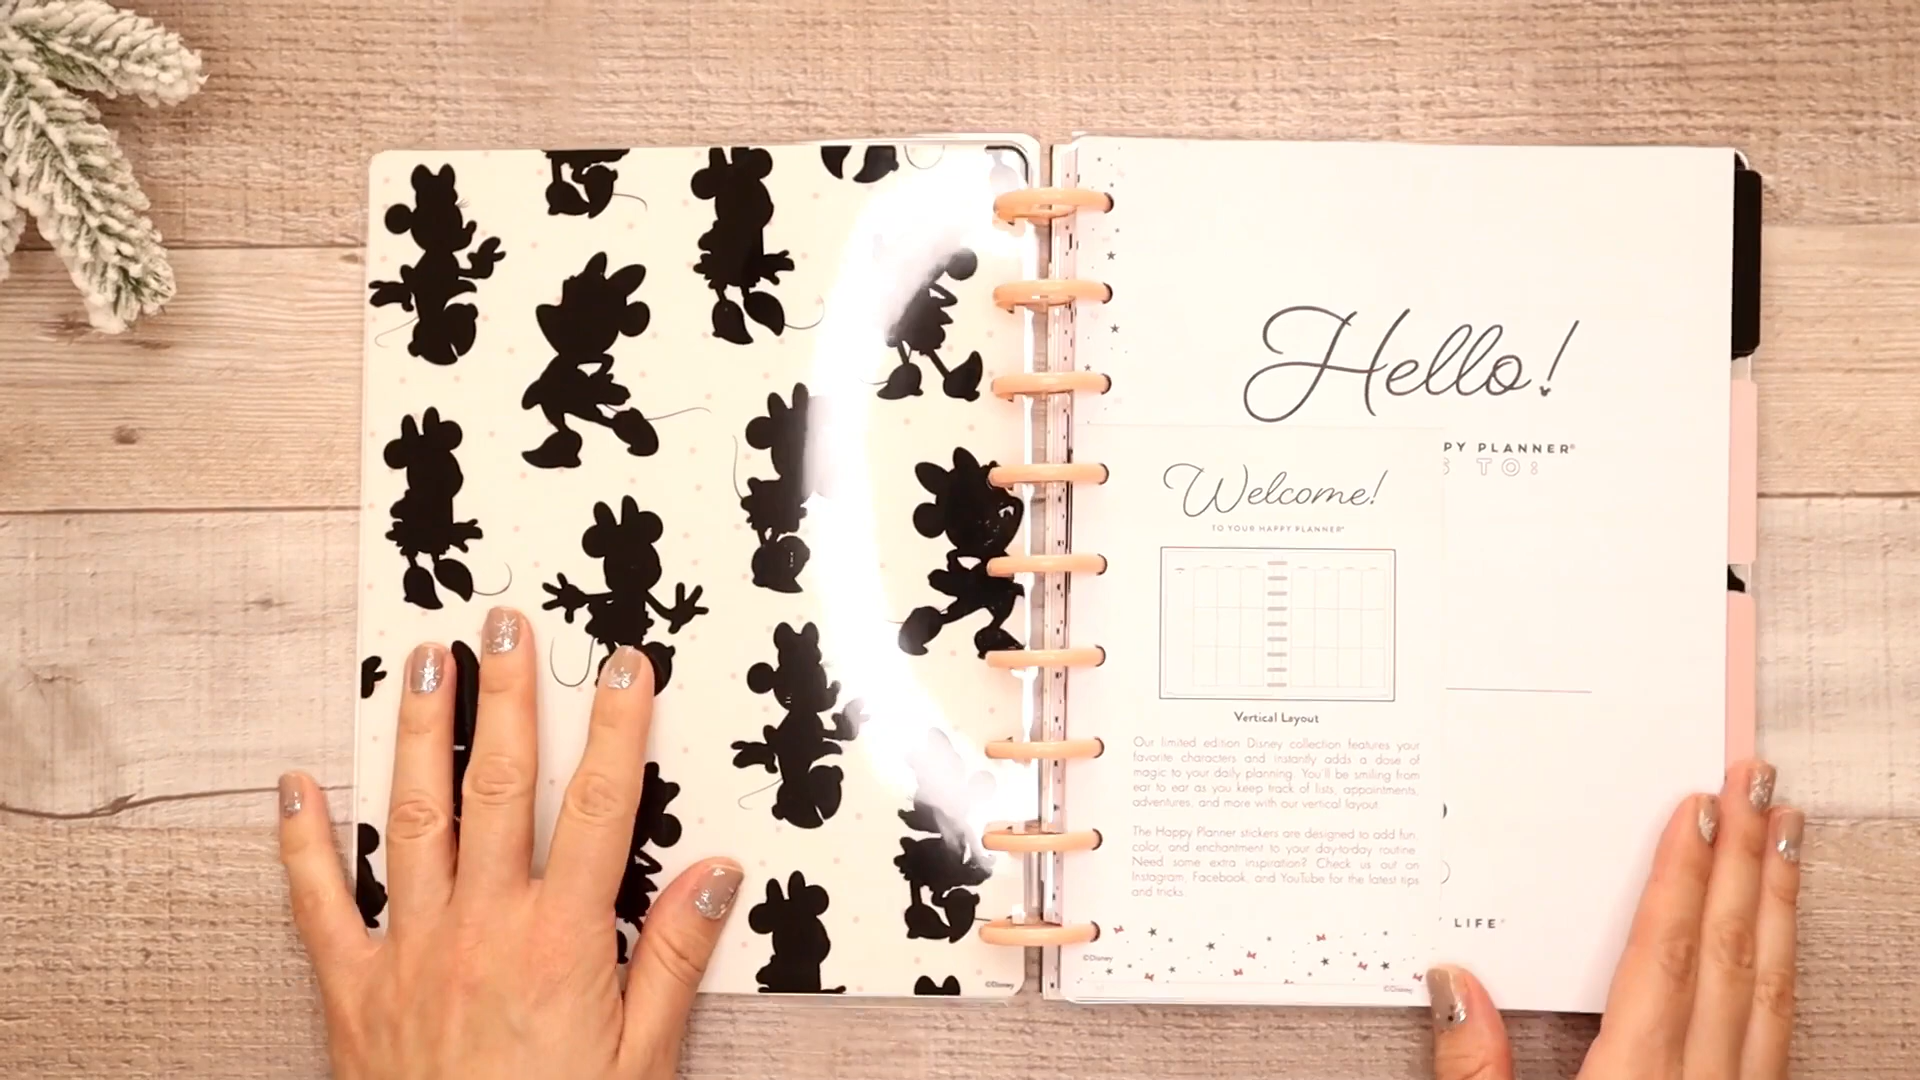 Hello!
PY PLANNER®
S TO:
Welcome!
TO YOUR HAPPY PLANNER®
Vertical Layout
Our limited edition Disney collection features your
favorite characters and instantly adds a dose of
magic to your daily planning. You'll be smiling from
ear to ear as you keep track of lists, appointments,
adventures, and more with our vertical layout.
The Happy Planner stickers are designed to add fun,
color, and enchantment to your day-to-day routine.
Need some extra inspiration? Check us out on
Instagram, Facebook, and YouTube for the latest tips
and tricks.
LIFE®
©Disney
©Disney
©Disney